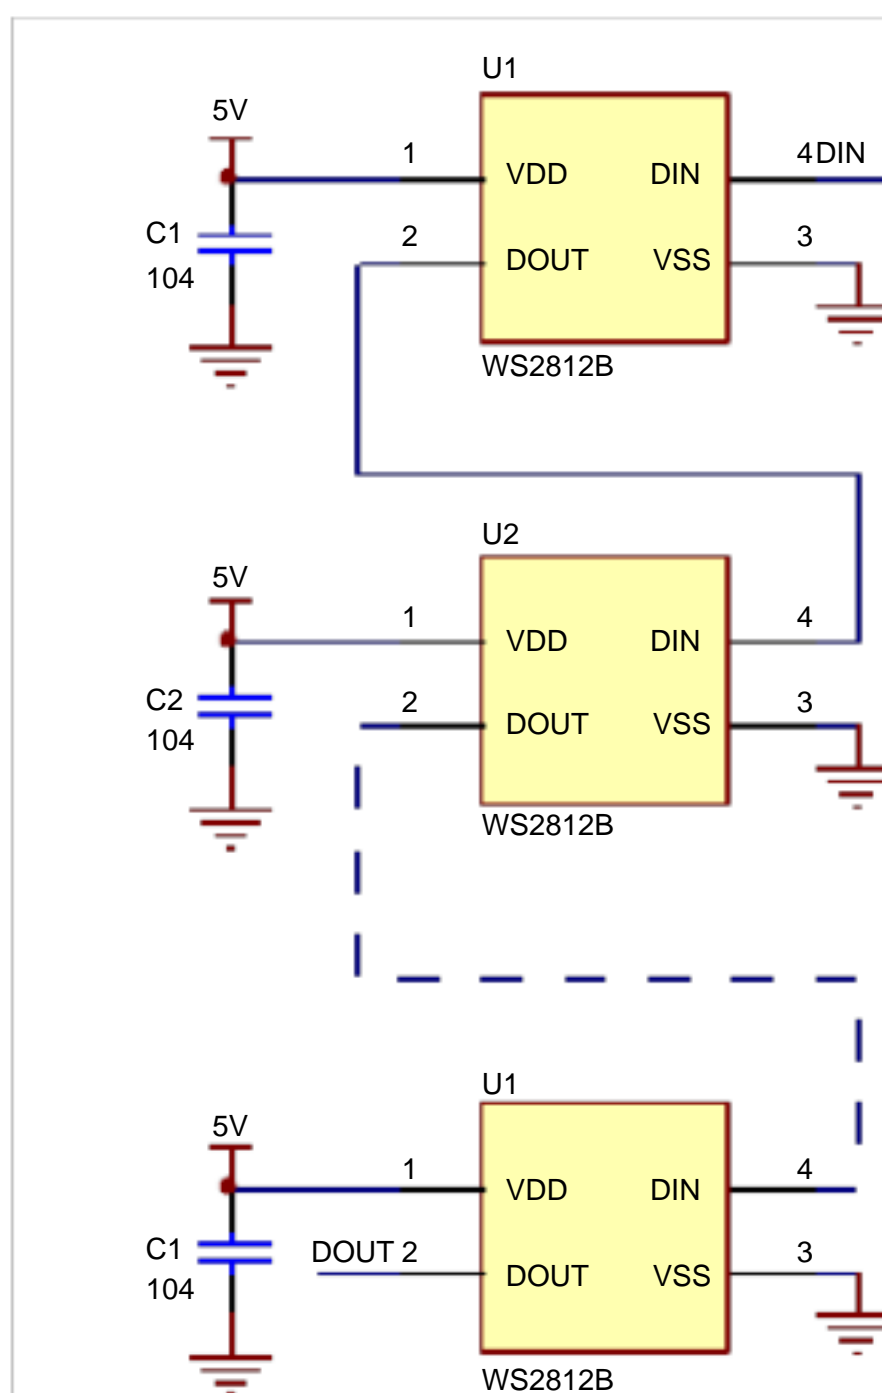 U1
5V
1
4DIN
VDD
DIN
C1
2
3
104
DOUT
VSS
WS2812B
U2
5V
1
4
VDD
DIN
C2
2
3
104
DOUT
VSS
WS2812B
U1
5V
1
4
VDD
DIN
C1
DOUT 2
3
104
DOUT
VSS
WS2812B